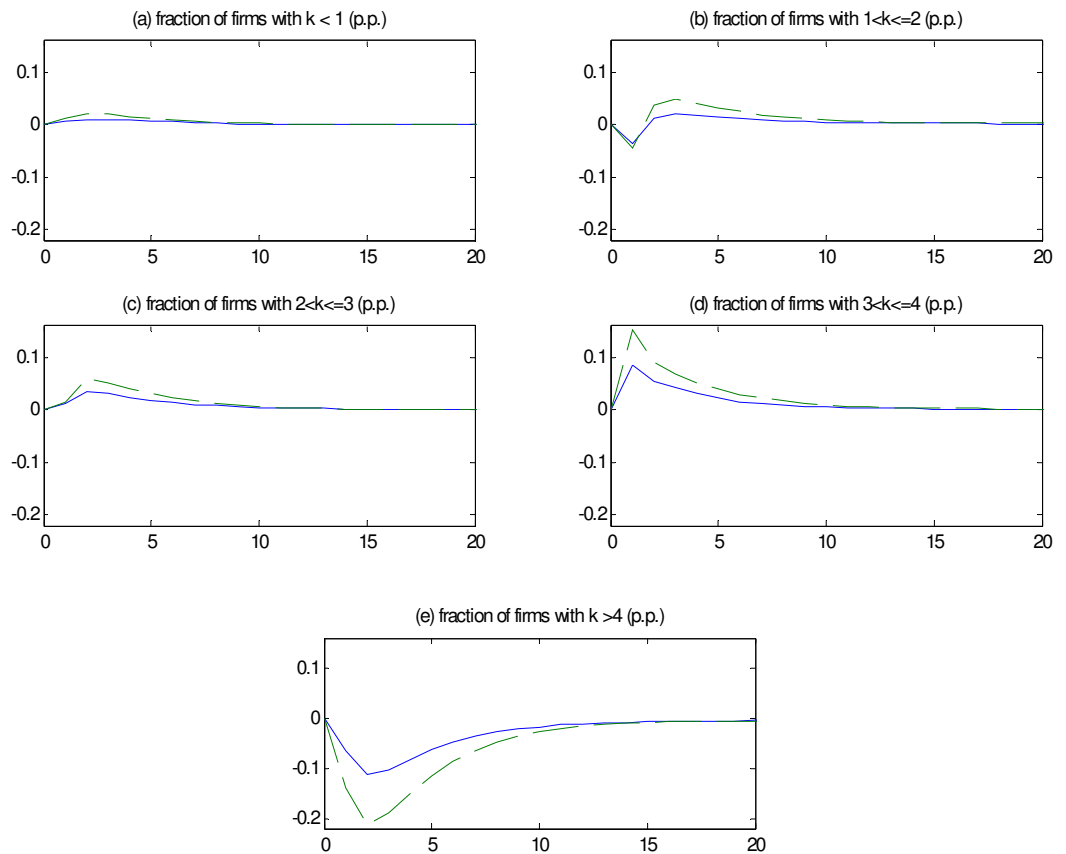 (a) fraction of firms with k < 1 (p.p.)
0.1
0
-0.1
-0.2
0 5 10 15 20
(b) fraction of firms with 1<k<=2 (p.p.)
0.1
0
-0.1
-0.2
0 5 10 15 20
(c) fraction of firms with 2<k<=3 (p.p.)
0.1
0
-0.1
-0.2
0 5 10 15 20
(d) fraction of firms with 3<k<=4 (p.p.)
0.1
0
-0.1
-0.2
0 5 10 15 20
(e) fraction of firms with k >4 (p.p.)
0.1
0
-0.1
-0.2
0 5 10 15 20